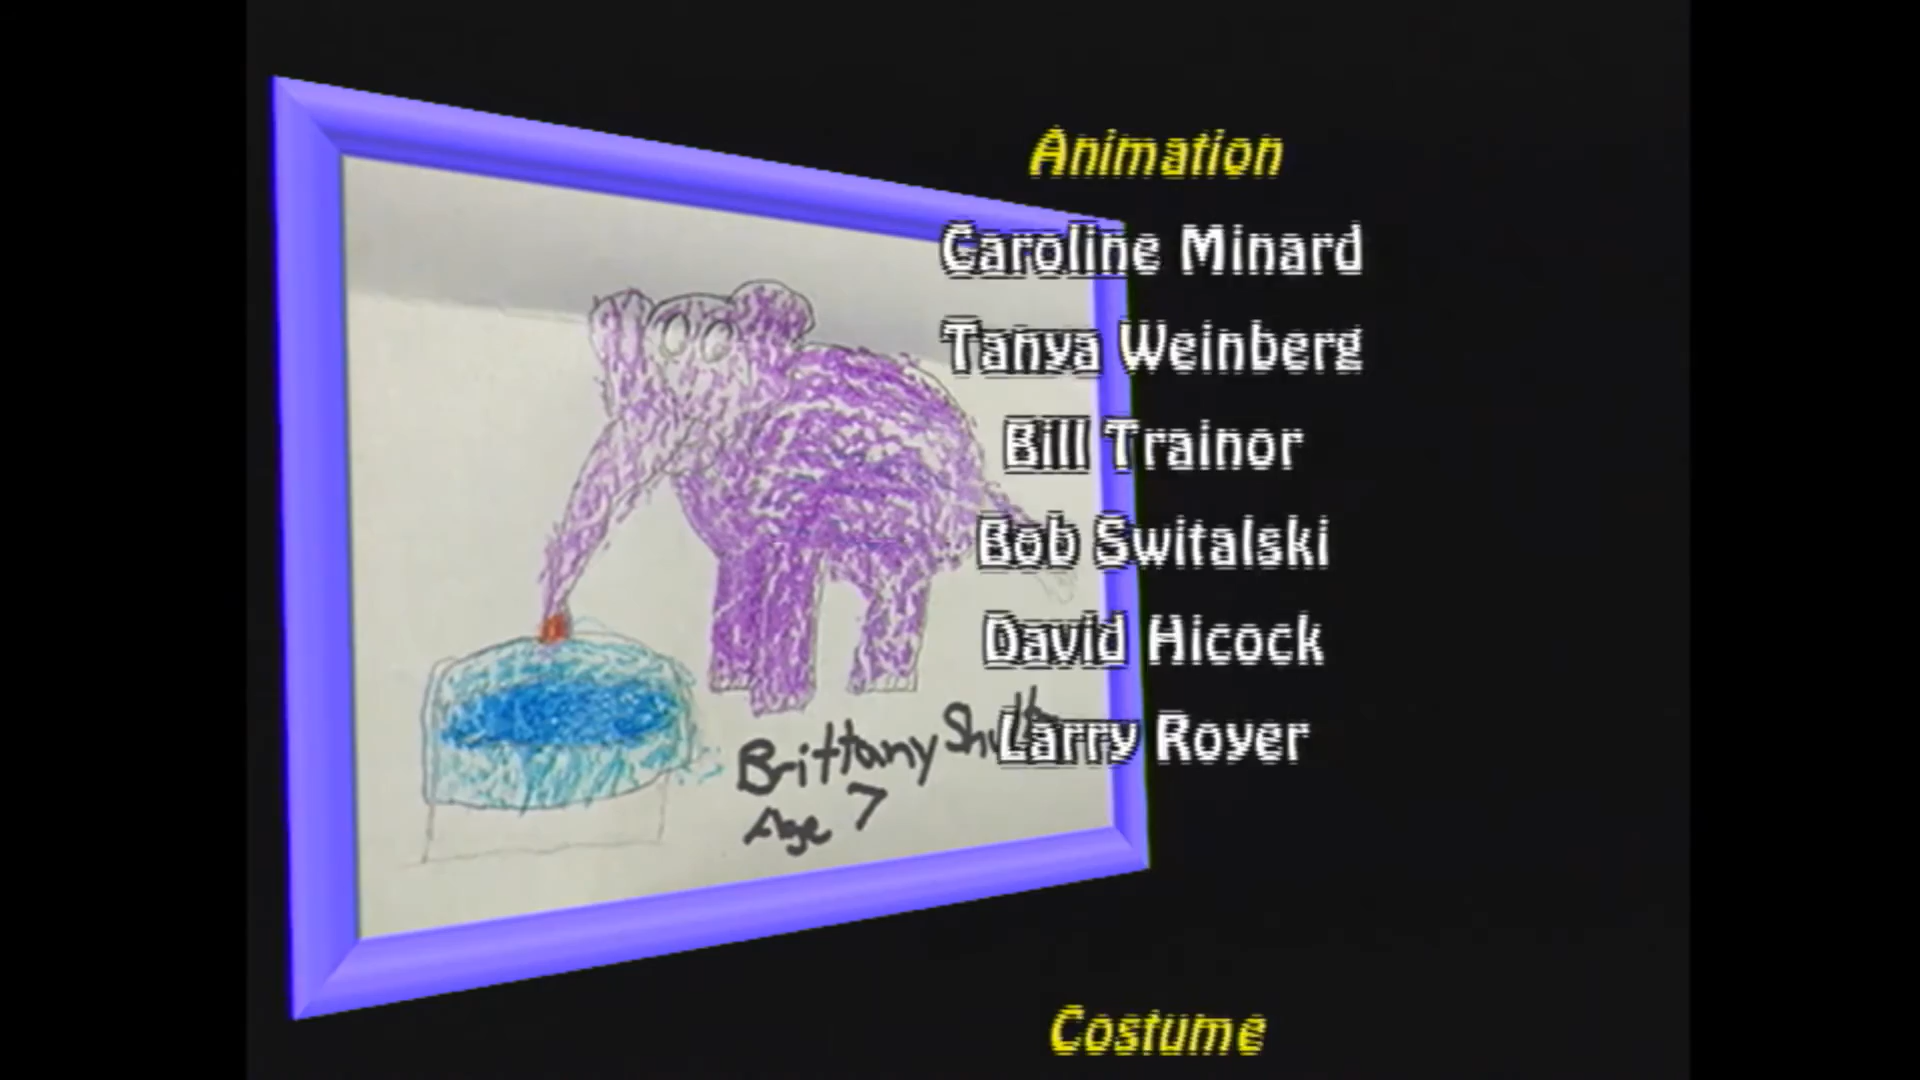 Animation
Caroline Minard
Tanya Weinberg
Bill Trainor
Bob Switalski
David Hicock
Larry Royer
Brittany
Age 7
Costume